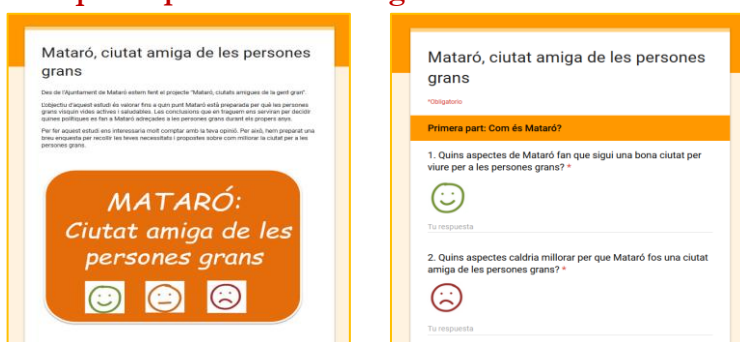 Mataró, ciutat amiga de les persones
grans
Des de l'Ajuntament de Mataró estem fent el projecte "Mataró, ciutats amigues de la gent gran".
L'objectiu d'aquest estudi és valorar fins a quin punt Mataró està preparada per què les persones
grans visquin vides actives i saludables. Les conclusions que en traguem ens serviran per decidir
quines polítiques es fan a Mataró adreçades a les persones grans durant els propers anys.
Per fer aquest estudi ens interessaria molt comptar amb la teva opinió. Per això, hem preparat una
breu enquesta per recollir les teves necessitats i propostes sobre com millorar la ciutat per a les
persones grans.
MATARÓ:
Ciutat amiga de les
persones grans
Mataró, ciutat amiga de les persones
grans
*Obligatorio
Primera part: Com és Mataró?
1. Quins aspectes de Mataró fan que sigui una bona ciutat per
viure per a les persones grans? *
Tu respuesta
2. Quins aspectes caldria millorar per que Mataró fos una ciutat
amiga de les persones grans? *
Tu respuesta